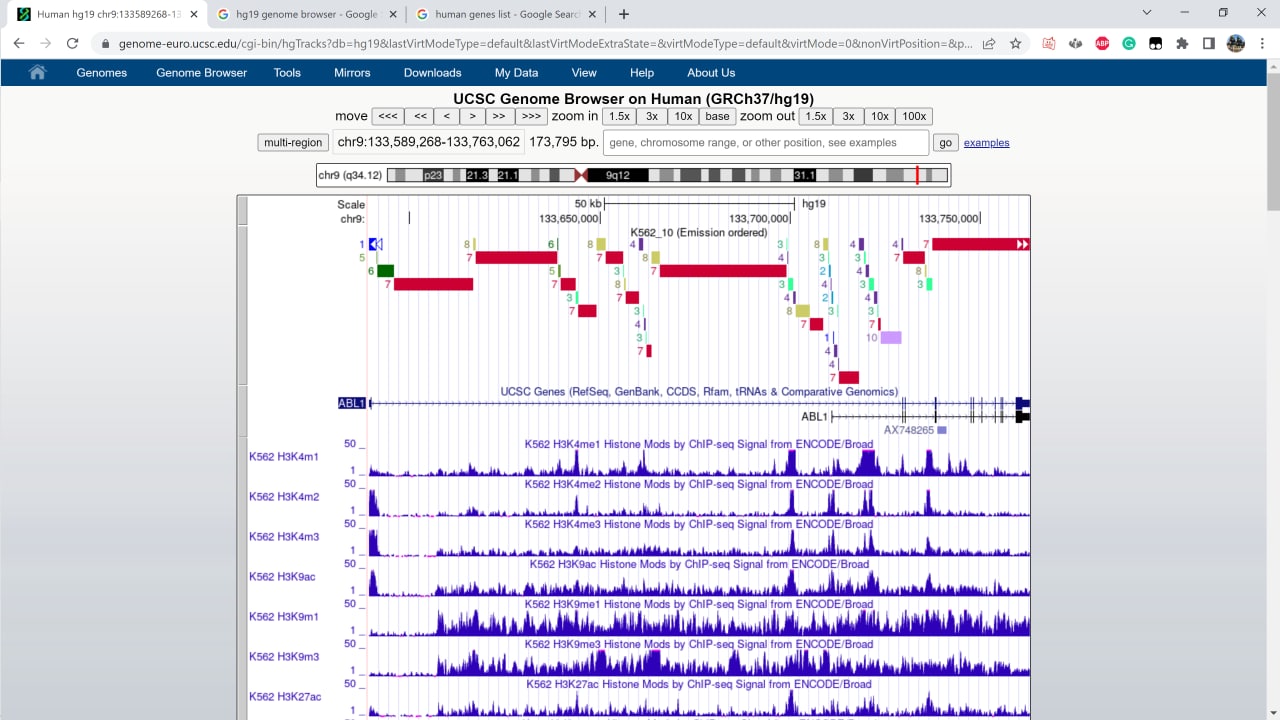 Human hg19 chr9:133589268-13
hg19 genome browser - Google
human genes list - Google Searc
genome-euro.ucsc.edu/cgi-bin/hgTracks?db=hg19&lastVirtModeType=default&lastVirtModeExtraState=&virtModeType=default&virtMode=0&nonVirtPosition=&p...
ABP
Genomes Genome Browser Tools Mirrors Downloads My Data View Help About Us
UCSC Genome Browser on Human (GRCh37/hg19)
move <<< << < > >> >>> zoom in 1.5x 3x 10x base zoom out 1.5x 3x 10x 100x
multi-region chr9:133,589,268-133,763,062 173,795 bp. gene, chromosome range, or other position, see examples go examples
chr9 (q34.12) p23 21.3 21.1 9q12 31.1
Scale 50 kb hg19
chr9: 133,650,000 133,700,000 133,750,000
K562_10 (Emission ordered)
1 8 6 8 4 3 8 4 4 7
5 7 7 8 4 3 7
6 5 3 7 2 4 8
7 7 8 3 4 3 3
3 7 4 2 4
7 3 8 3 3
4 7 7
3 1 10
7 4
7
UCSC Genes (RefSeq, GenBank, CCDS, Rfam, tRNAs & Comparative Genomics)
ABL1
ABL1
AX748265
K562 H3K4me1 Histone Mods by ChIP-seq Signal from ENCODE/Broad
50 _
K562 H3K4m1
1 _
K562 H3K4me2 Histone Mods by ChIP-seq Signal from ENCODE/Broad
50 _
K562 H3K4m2
1 _
K562 H3K4me3 Histone Mods by ChIP-seq Signal from ENCODE/Broad
50 _
K562 H3K4m3
1 _
K562 H3K9ac Histone Mods by ChIP-seq Signal from ENCODE/Broad
50 _
K562 H3K9ac
1 _
K562 H3K9me1 Histone Mods by ChIP-seq Signal from ENCODE/Broad
50 _
K562 H3K9m1
1 _
K562 H3K9me3 Histone Mods by ChIP-seq Signal from ENCODE/Broad
50 _
K562 H3K9m3
1 _
K562 H3K27ac Histone Mods by ChIP-seq Signal from ENCODE/Broad
50 _
K562 H3K27ac
1 _